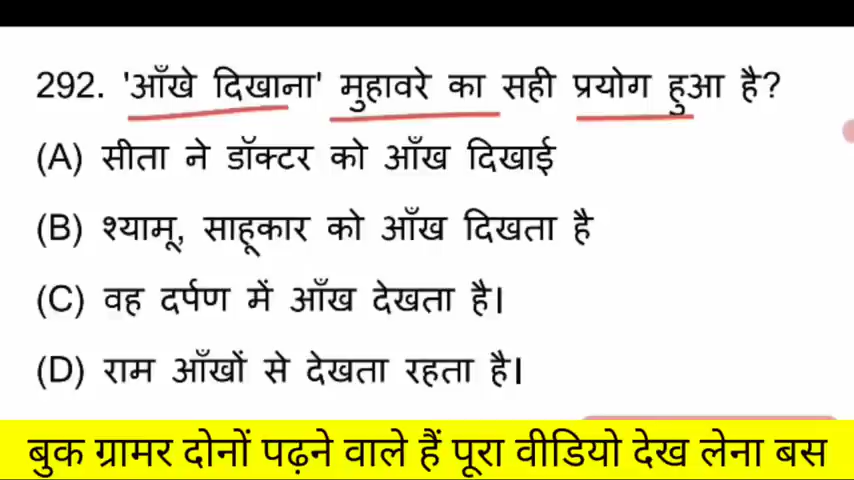 292. 'आँखे दिखाना' मुहावरे का सही प्रयोग हुआ है?
(A) सीता ने डॉक्टर को आँख दिखाई
(B) श्यामू, साहूकार को आँख दिखता है
(C) वह दर्पण में आँख देखता है।
(D) राम आँखों से देखता रहता है।
बुक ग्रामर दोनों पढ़ने वाले हैं पूरा वीडियो देख लेना बस